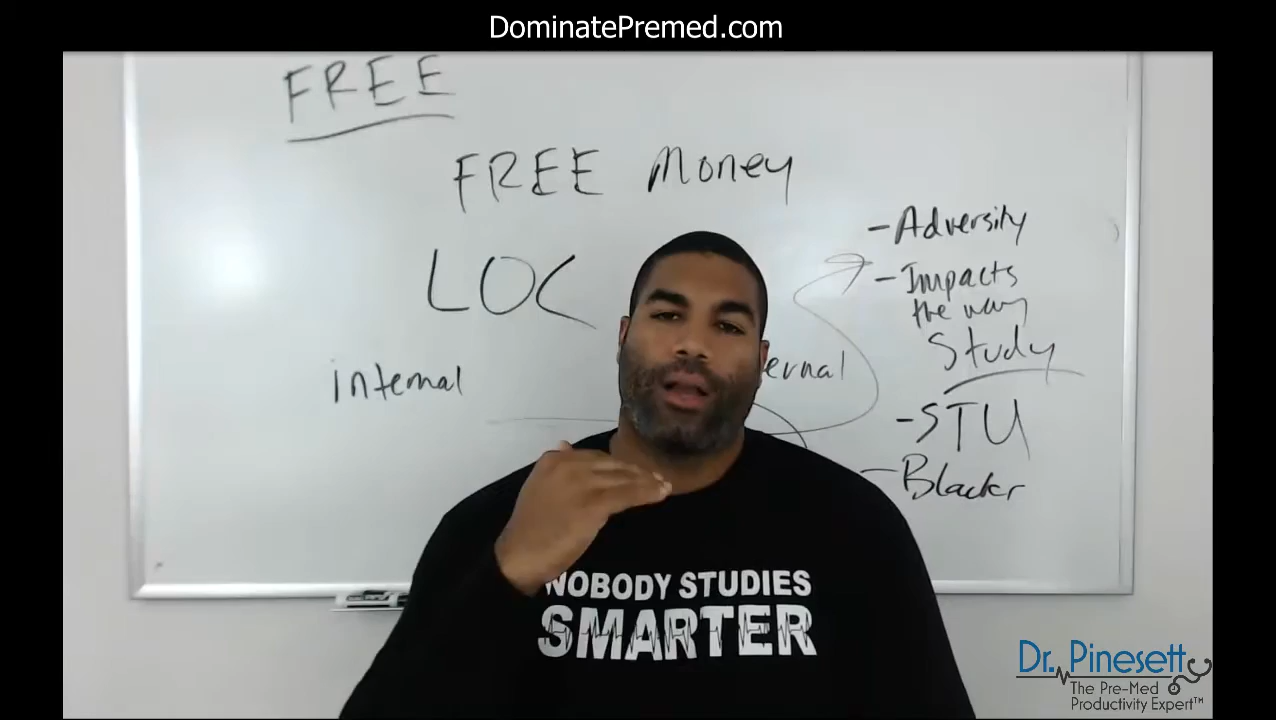 DominatePremed.com
FREE
FREE Money
LOC
internal
ernal
- Adversity
- Impacts
the way
Study
- STU
NOBODY STUDIES
SMARTER
Dr. Pinesett
The Pre-Med
Productivity Expert™